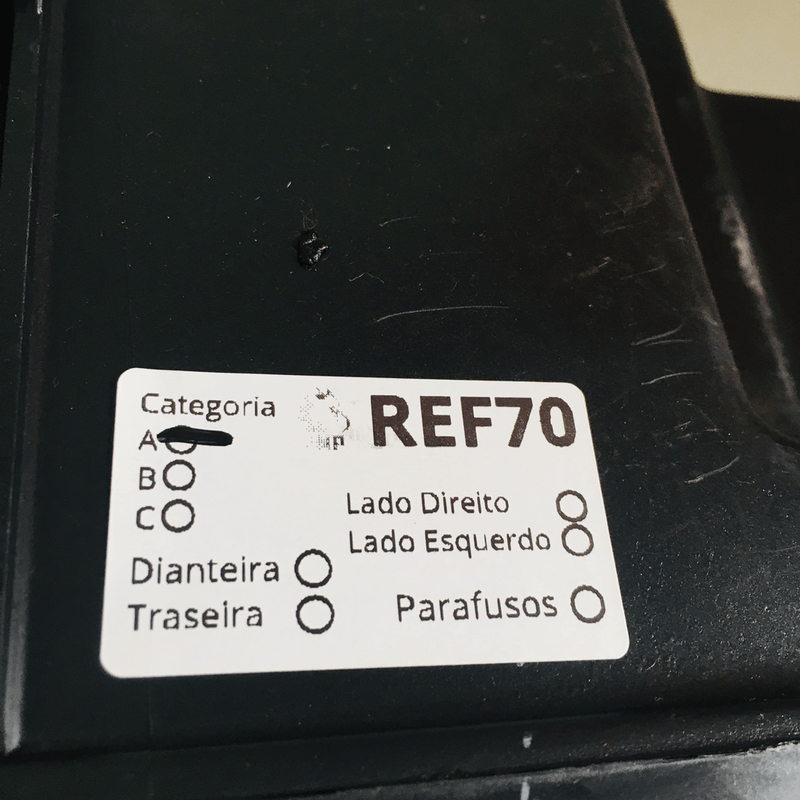 Categoria
REF70
A
B
C
Lado Direito
Lado Esquerdo
Dianteira
Traseira
Parafusos